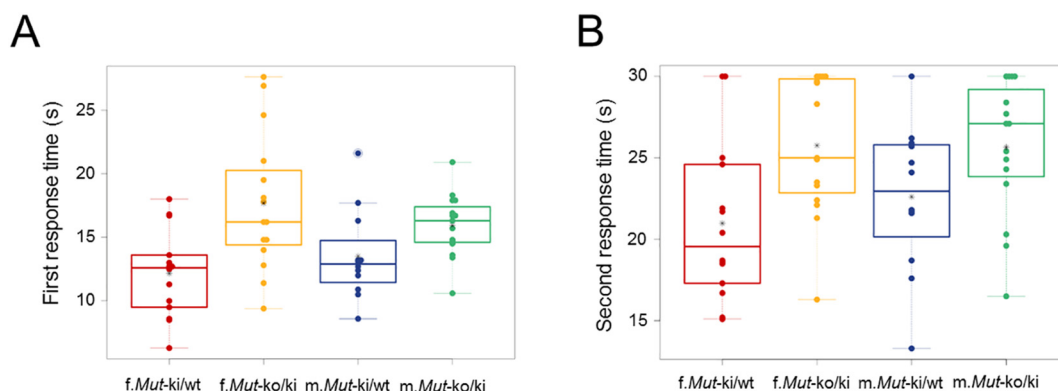 A
First response time (s)
25
20
15
10
f.Mut-ki/wt f.Mut-ko/ki m.Mut-ki/wt m.Mut-ko/ki
B
Second response time (s)
30
25
20
15
f.Mut-ki/wt f.Mut-ko/ki m.Mut-ki/wt m.Mut-ko/ki